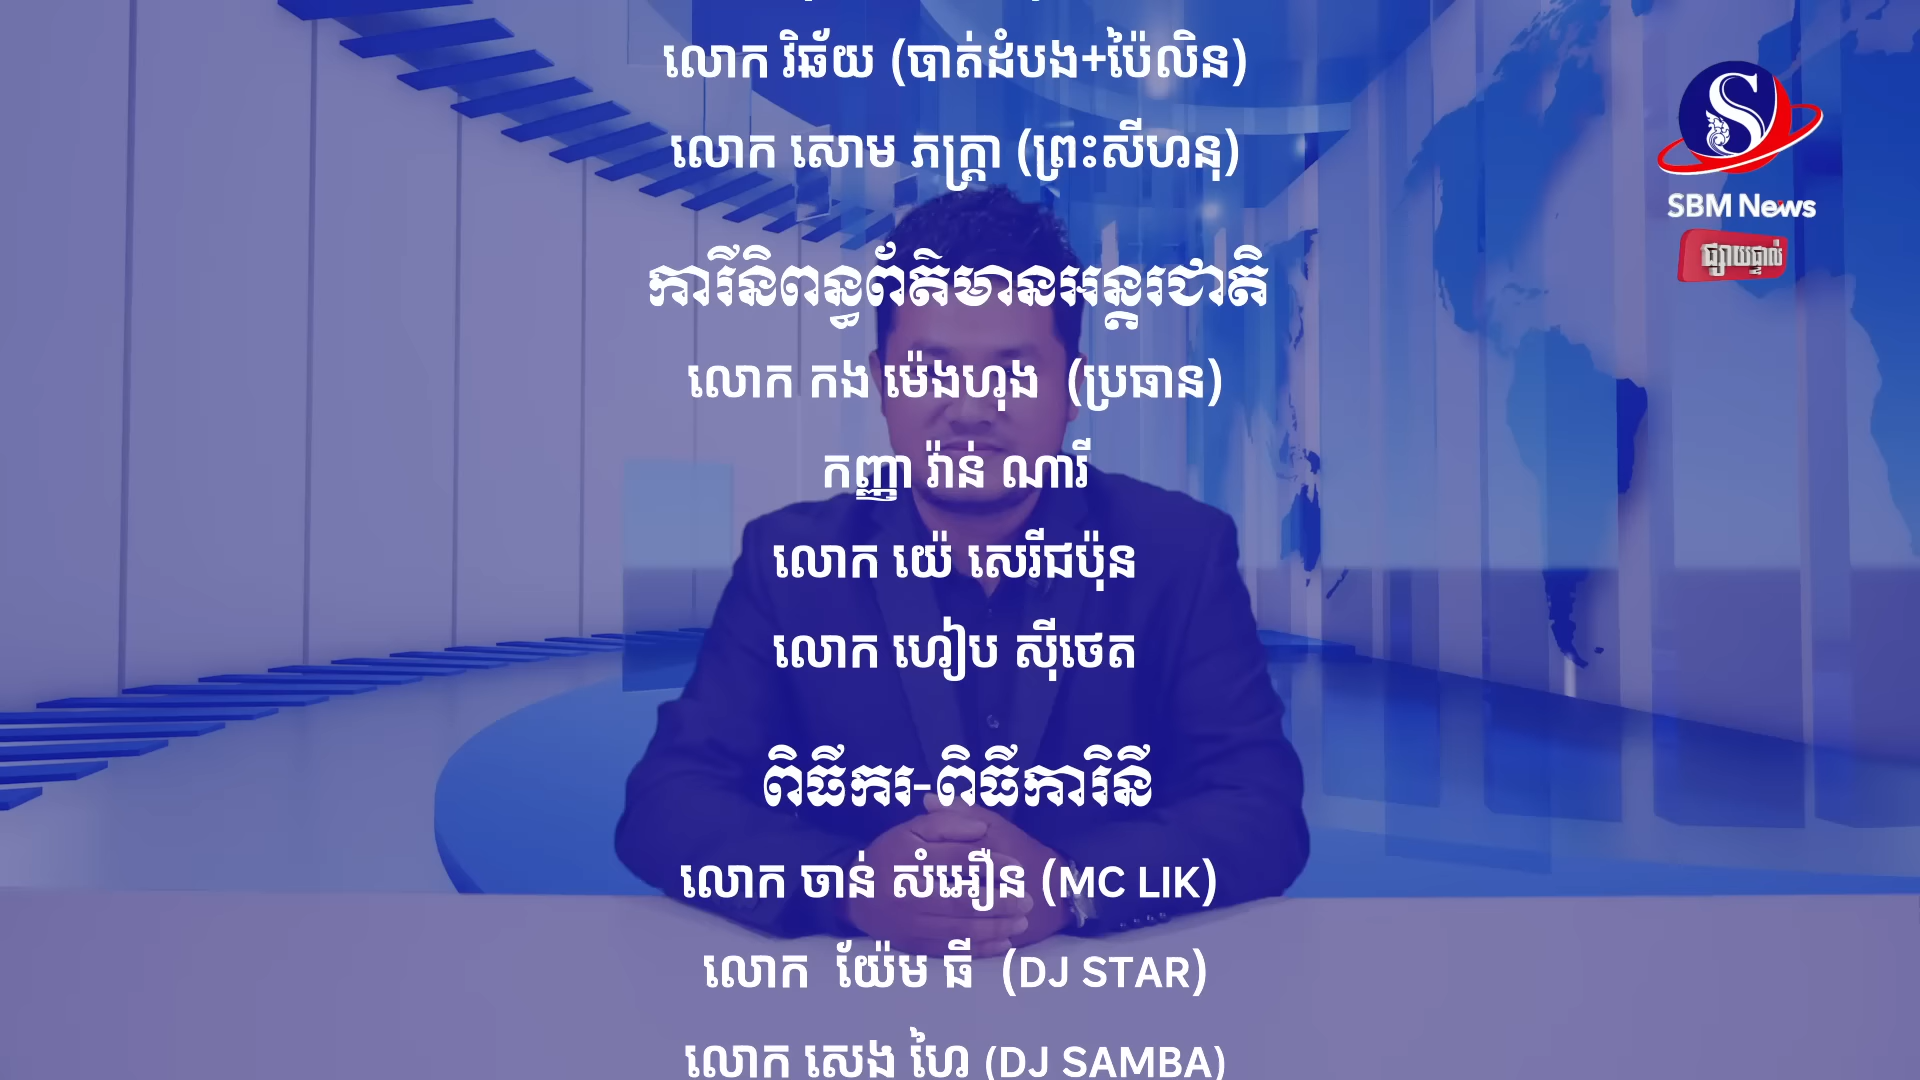 លោក វិឆ័យ (បាត់ដំបង+ប៉ៃលិន)
លោក សោម ភក្ត្រា (ព្រះសីហនុ)
SBM News
ផ្សាយផ្ទាល់
ការីនិពន្ធព័ត៌មានអន្តរជាតិ
លោក កង ម៉េងហុង (ប្រធាន)
កញ្ញា វ៉ាន់ ណារី
លោក យ៉េ សេរីជប៉ុន
លោក ហៀប ស៊ីថេត
ពិធីករ-ពិធីការិនី
លោក ចាន់ សំអឿន (MC LIK)
លោក យ៉ែម ធី (DJ STAR)
លោក សេង ហៃ (DJ SAMBA)